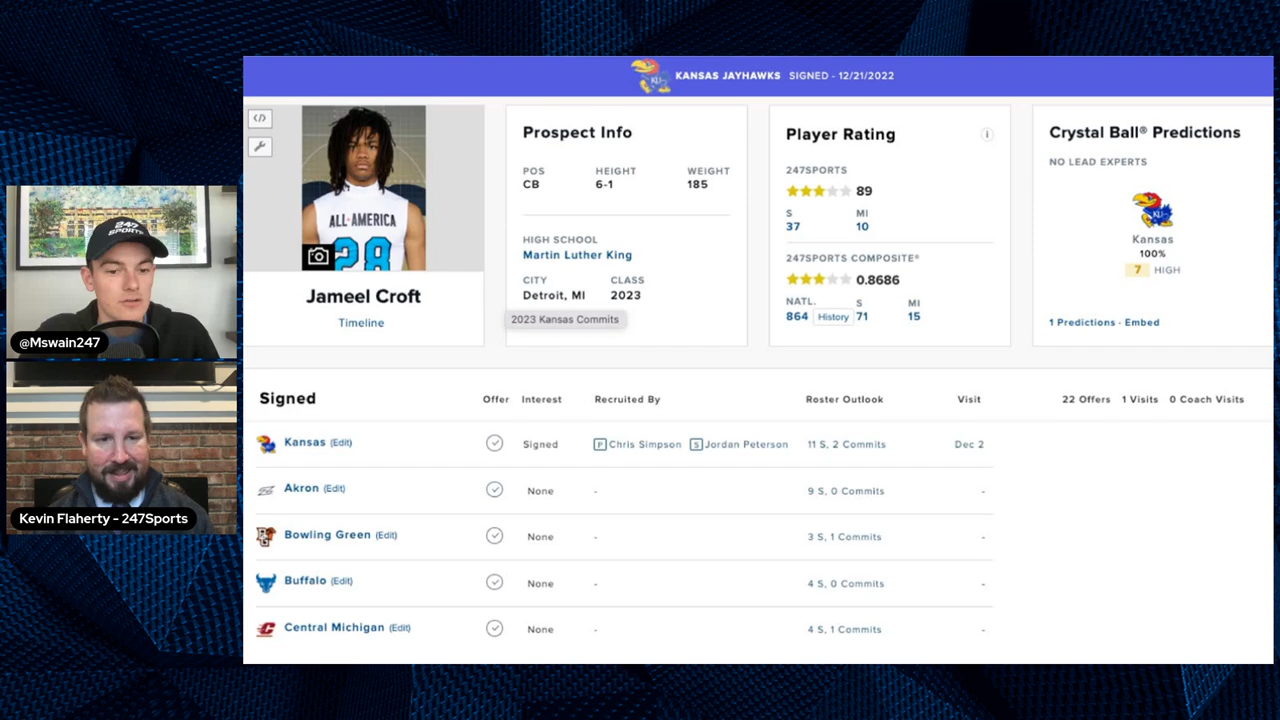 KANSAS JAYHAWKS SIGNED - 12/21/2022
</>
ALL-AMERICA
28
Jameel Croft
Timeline
Prospect Info
POS HEIGHT WEIGHT
CB 6-1 185
HIGH SCHOOL
Martin Luther King
CITY CLASS
Detroit, MI 2023
2023 Kansas Commits
Player Rating
i
247SPORTS
89
S MI
37 10
247SPORTS COMPOSITE®
0.8686
NATL. S MI
864 History 71 15
Crystal Ball® Predictions
NO LEAD EXPERTS
KU
Kansas
100%
7 HIGH
1 Predictions · Embed
Signed Offer Interest Recruited By Roster Outlook Visit 22 Offers 1 Visits 0 Coach Visits
Kansas (Edit) Signed P Chris Simpson S Jordan Peterson 11 S, 2 Commits Dec 2
Akron (Edit) None - 9 S, 0 Commits -
Bowling Green (Edit) None - 3 S, 1 Commits -
Buffalo (Edit) None - 4 S, 0 Commits -
Central Michigan (Edit) None - 4 S, 1 Commits -
247
SPORTS
@Mswain247
Kevin Flaherty - 247Sports